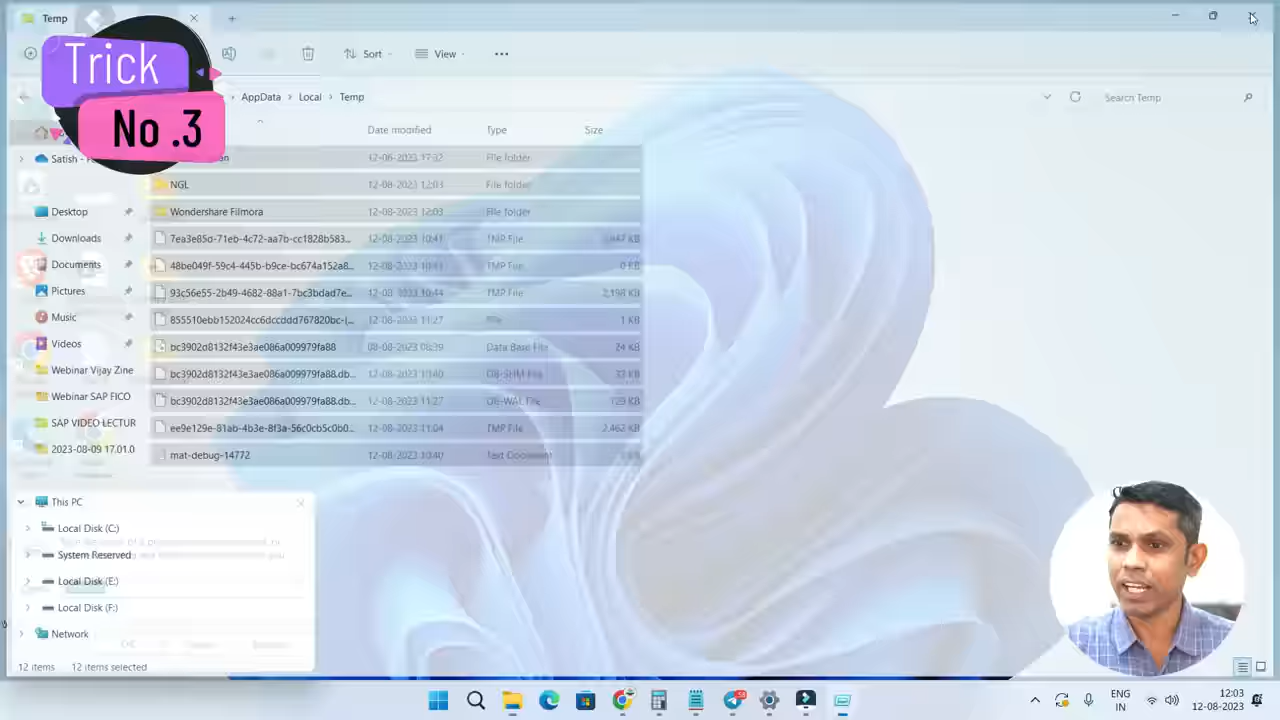 Temp
Trick
No .3
Sort
View
AppData > Local > Temp
Search Temp
Date modified Type Size
Satish -
12-08-2023 17:32 File folder
NGL 12-08-2023 12:03 File folder
Desktop
Wondershare Filmora 12-08-2023 12:03 File folder
Downloads
7ea3e85d-71eb-4c72-aa7b-cc1828b583... 12-08-2023 10:41 TMP File
Documents
48be049f-59c4-445b-b9ce-bc674a152a8... TMP File 0 KB
Pictures
93c56e55-2b49-4682-88a1-7bc3bdad7e... 12-08-2023 10:44 TMP File 2,198 KB
Music
855510ebb152024cc6dccddd767820bc-(... 12-08-2023 11:27 File 1 KB
Videos
bc3902d8132f43e3ae086a009979fa88 08-08-2023 08:39 Data Base File 24 KB
Webinar Vijay Zine
bc3902d8132f43e3ae086a009979fa88.db... 12-08-2023 10:40 DB-SHM File 33 KB
Webinar SAP FICO
bc3902d8132f43e3ae086a009979fa88.db... 12-08-2023 11:27 DB-WAL File 129 KB
SAP VIDEO LECTUR
ee9e129e-81ab-4b3e-8f3a-56c0cb5c0b0... 12-08-2023 11:04 TMP File 2,462 KB
2023-08-09 17.01.0
mat-debug-14772 12-08-2023 10:40 Text Document
This PC
Local Disk (C:)
System Reserved
Local Disk (E:)
Local Disk (F:)
Network
OK
12 items 12 items selected
58
ENG
IN
12:03
12-08-2023